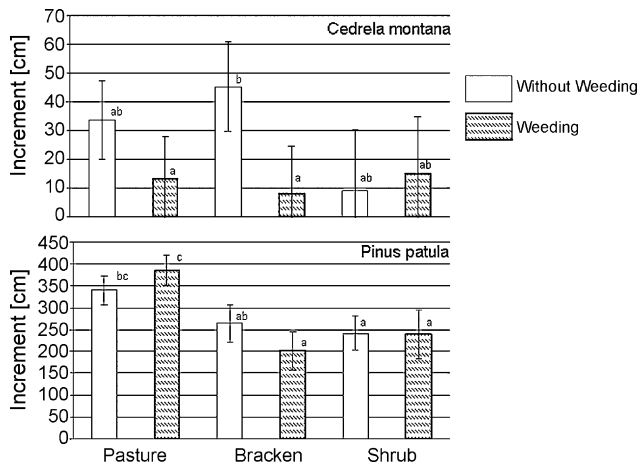 Increment [cm]
70
60
50
40
30
20
10
0
Cedrela montana
ab
a
b
a
ab
ab
Without Weeding
Weeding
Increment [cm]
450
400
350
300
250
200
150
100
50
0
Pinus patula
bc
c
ab
a
a
a
Pasture Bracken Shrub